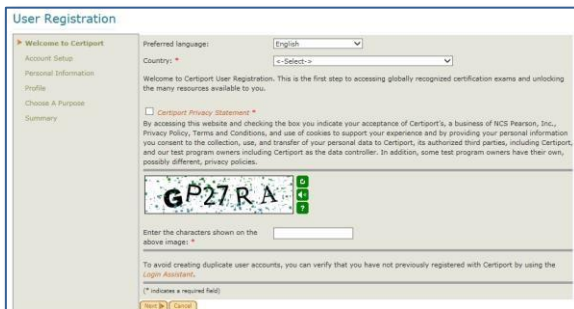 User Registration
Welcome to Certiport
Account Setup
Personal Information
Profile
Choose A Purpose
Summary
Preferred language: English
Country: * <-Select->
Welcome to Certiport User Registration. This is the first step to accessing globally recognized certification exams and unlocking
the many resources available to you.
Certiport Privacy Statement *
By accessing this website and checking the box you indicate your acceptance of Certiport's, a business of NCS Pearson, Inc.,
Privacy Policy, Terms and Conditions, and use of cookies to support your experience and by providing your personal information
you consent to the collection, use, and transfer of your personal data to Certiport, its authorized third parties, including Certiport,
and our test program owners including Certiport as the data controller. In addition, some test program owners have their own,
possibly different, privacy policies.
GP27RA
?
Enter the characters shown on the
above image: *
To avoid creating duplicate user accounts, you can verify that you have not previously registered with Certiport by using the
Login Assistant.
(* indicates a required field)
Next Cancel